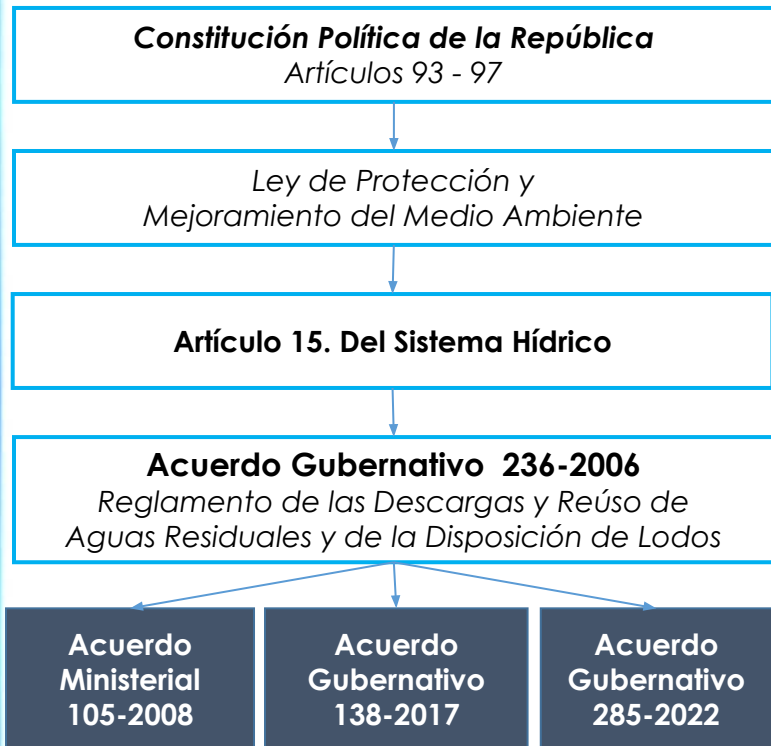 Constitución Política de la República
Artículos 93 - 97
Ley de Protección y
Mejoramiento del Medio Ambiente
Artículo 15. Del Sistema Hídrico
Acuerdo Gubernativo 236-2006
Reglamento de las Descargas y Reúso de
Aguas Residuales y de la Disposición de Lodos
Acuerdo
Ministerial
105-2008
Acuerdo
Gubernativo
138-2017
Acuerdo
Gubernativo
285-2022